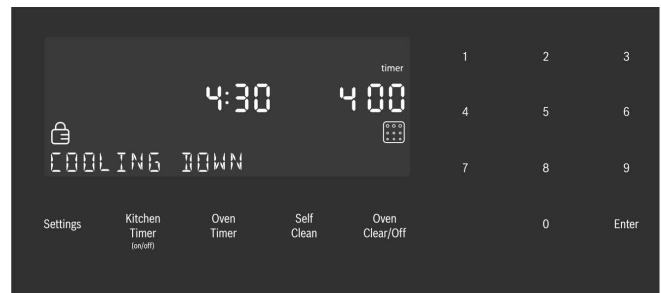 timer
4:30 4 00
COOLING DOWN
Settings
Kitchen
Timer
(on/off)
Oven
Timer
Self
Clean
Oven
Clear/Off
1 2 3
4 5 6
7 8 9
0 Enter